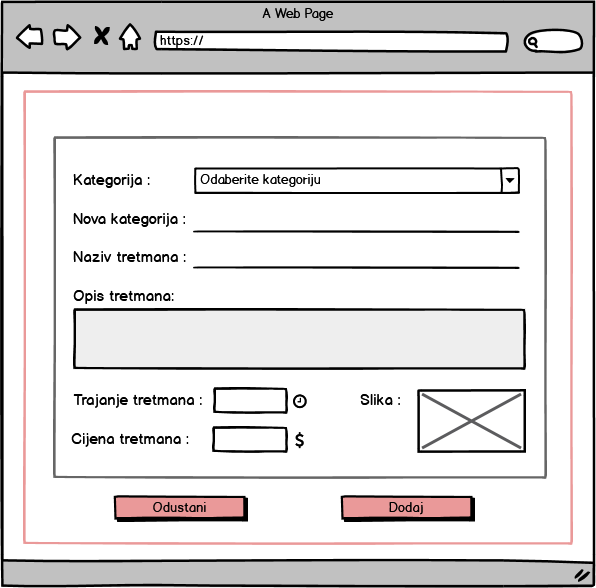 A Web Page
https://
Kategorija :
Odaberite kategoriju
Nova kategorija :
Naziv tretmana :
Opis tretmana:
Trajanje tretmana :
Slika :
Cijena tretmana :
$
Odustani
Dodaj